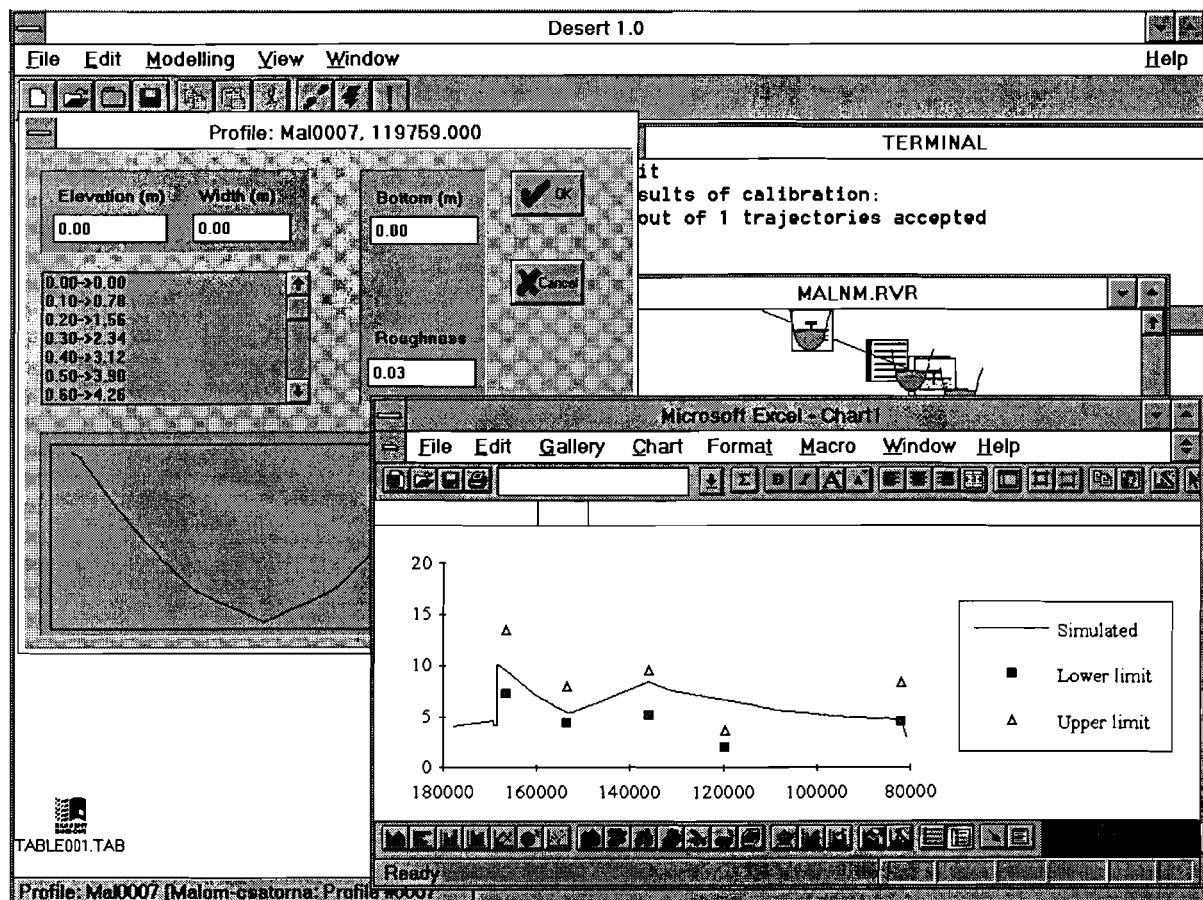 Desert 1.0
File Edit Modelling View Window Help
Profile: Mal0007, 119759.000
TERMINAL
it
sults of calibration:
out of 1 trajectories accepted
Elevation (m) Width (m) Bottom (m)
OK
0.00 0.00 0.00
Cancel
0.00->0.00
0.10->0.78
0.20->1.56
0.30->2.34
0.40->3.12
0.50->3.90
0.60->4.26
Roughness
0.03
MALNM.RVR
Microsoft Excel - Chart1
File Edit Gallery Chart Format Macro Window Help
20
15
10
5
0
180000 160000 140000 120000 100000 80000
Simulated
Lower limit
Upper limit
TABLE001.TAB
Ready
Profile: Mal0007 [Malom-csatorna: Profile #0007